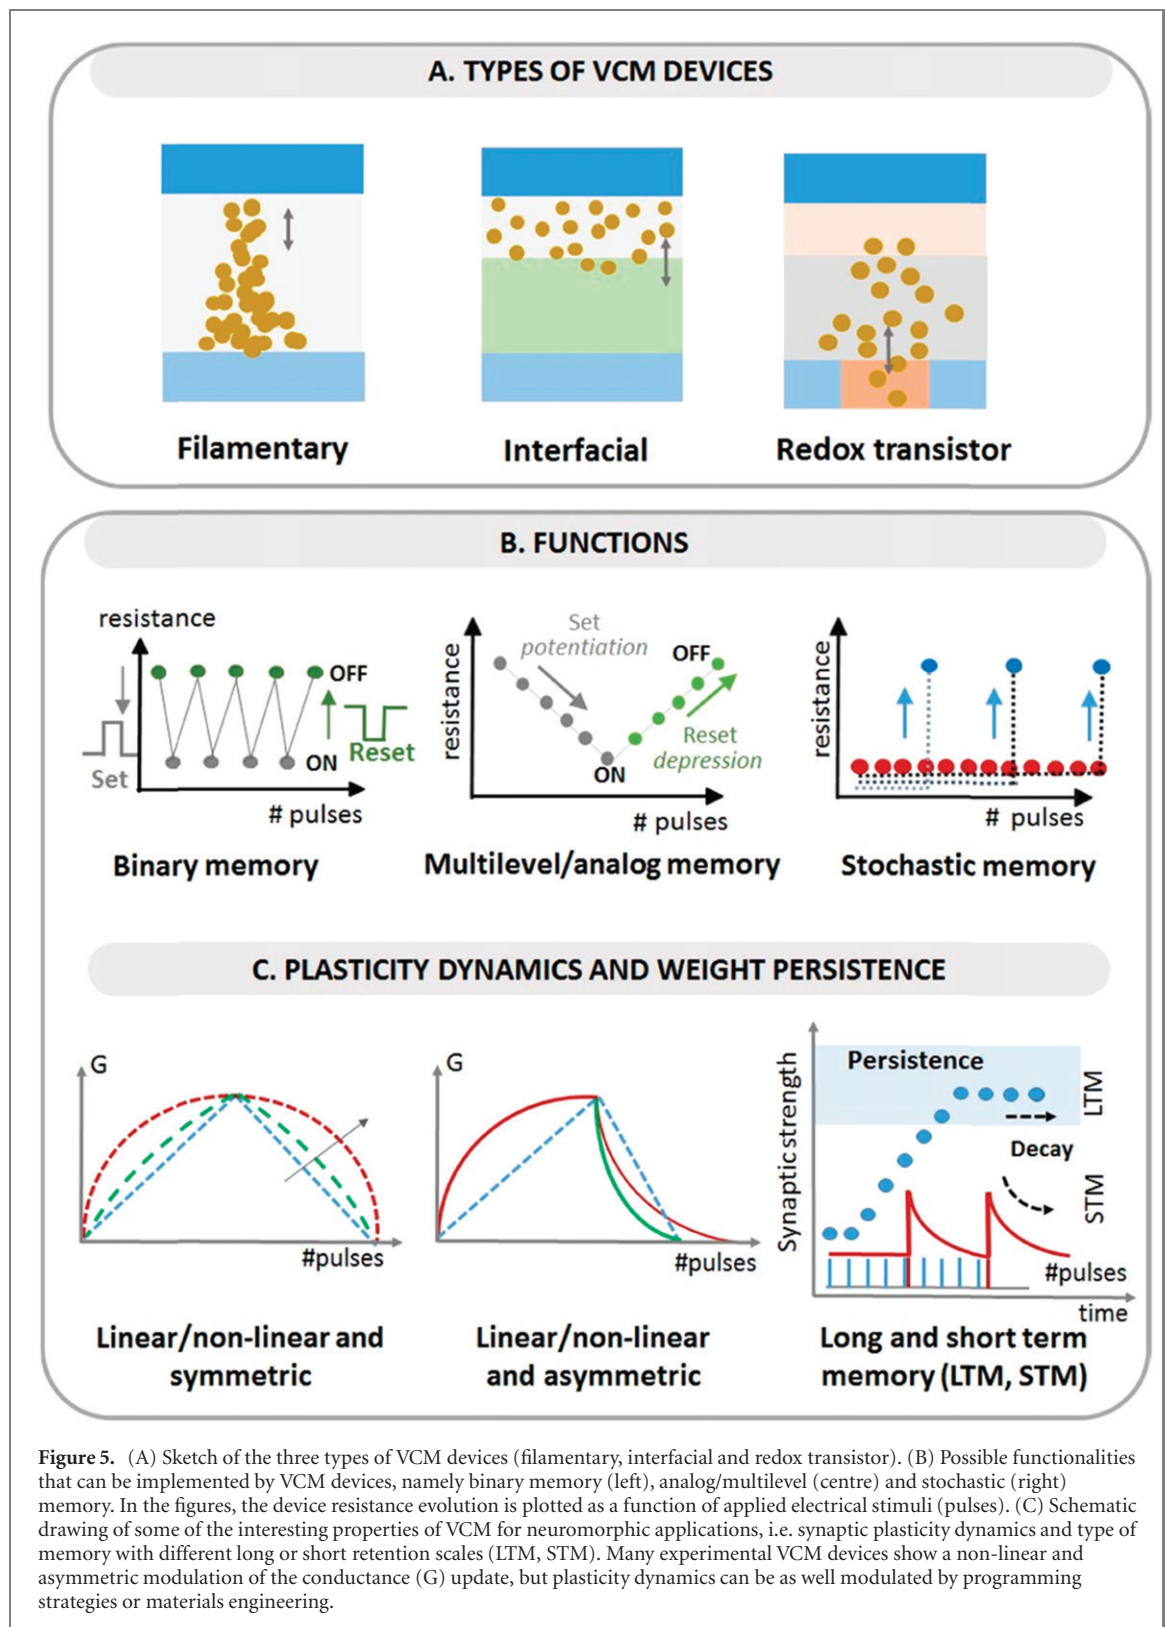 A. TYPES OF VCM DEVICES
Filamentary
Interfacial
Redox transistor
B. FUNCTIONS
resistance
OFF
ON
Set
Reset
# pulses
Binary memory
resistance
Set
potentiation
OFF
ON
Reset
depression
# pulses
Multilevel/analog memory
resistance
# pulses
Stochastic memory
C. PLASTICITY DYNAMICS AND WEIGHT PERSISTENCE
G
#pulses
Linear/non-linear and
symmetric
G
#pulses
Linear/non-linear
and asymmetric
Synaptic strength
Persistence
LTM
Decay
STM
#pulses
time
Long and short term
memory (LTM, STM)
Figure 5. (A) Sketch of the three types of VCM devices (filamentary, interfacial and redox transistor). (B) Possible functionalities
that can be implemented by VCM devices, namely binary memory (left), analog/multilevel (centre) and stochastic (right)
memory. In the figures, the device resistance evolution is plotted as a function of applied electrical stimuli (pulses). (C) Schematic
drawing of some of the interesting properties of VCM for neuromorphic applications, i.e. synaptic plasticity dynamics and type of
memory with different long or short retention scales (LTM, STM). Many experimental VCM devices show a non-linear and
asymmetric modulation of the conductance (G) update, but plasticity dynamics can be as well modulated by programming
strategies or materials engineering.